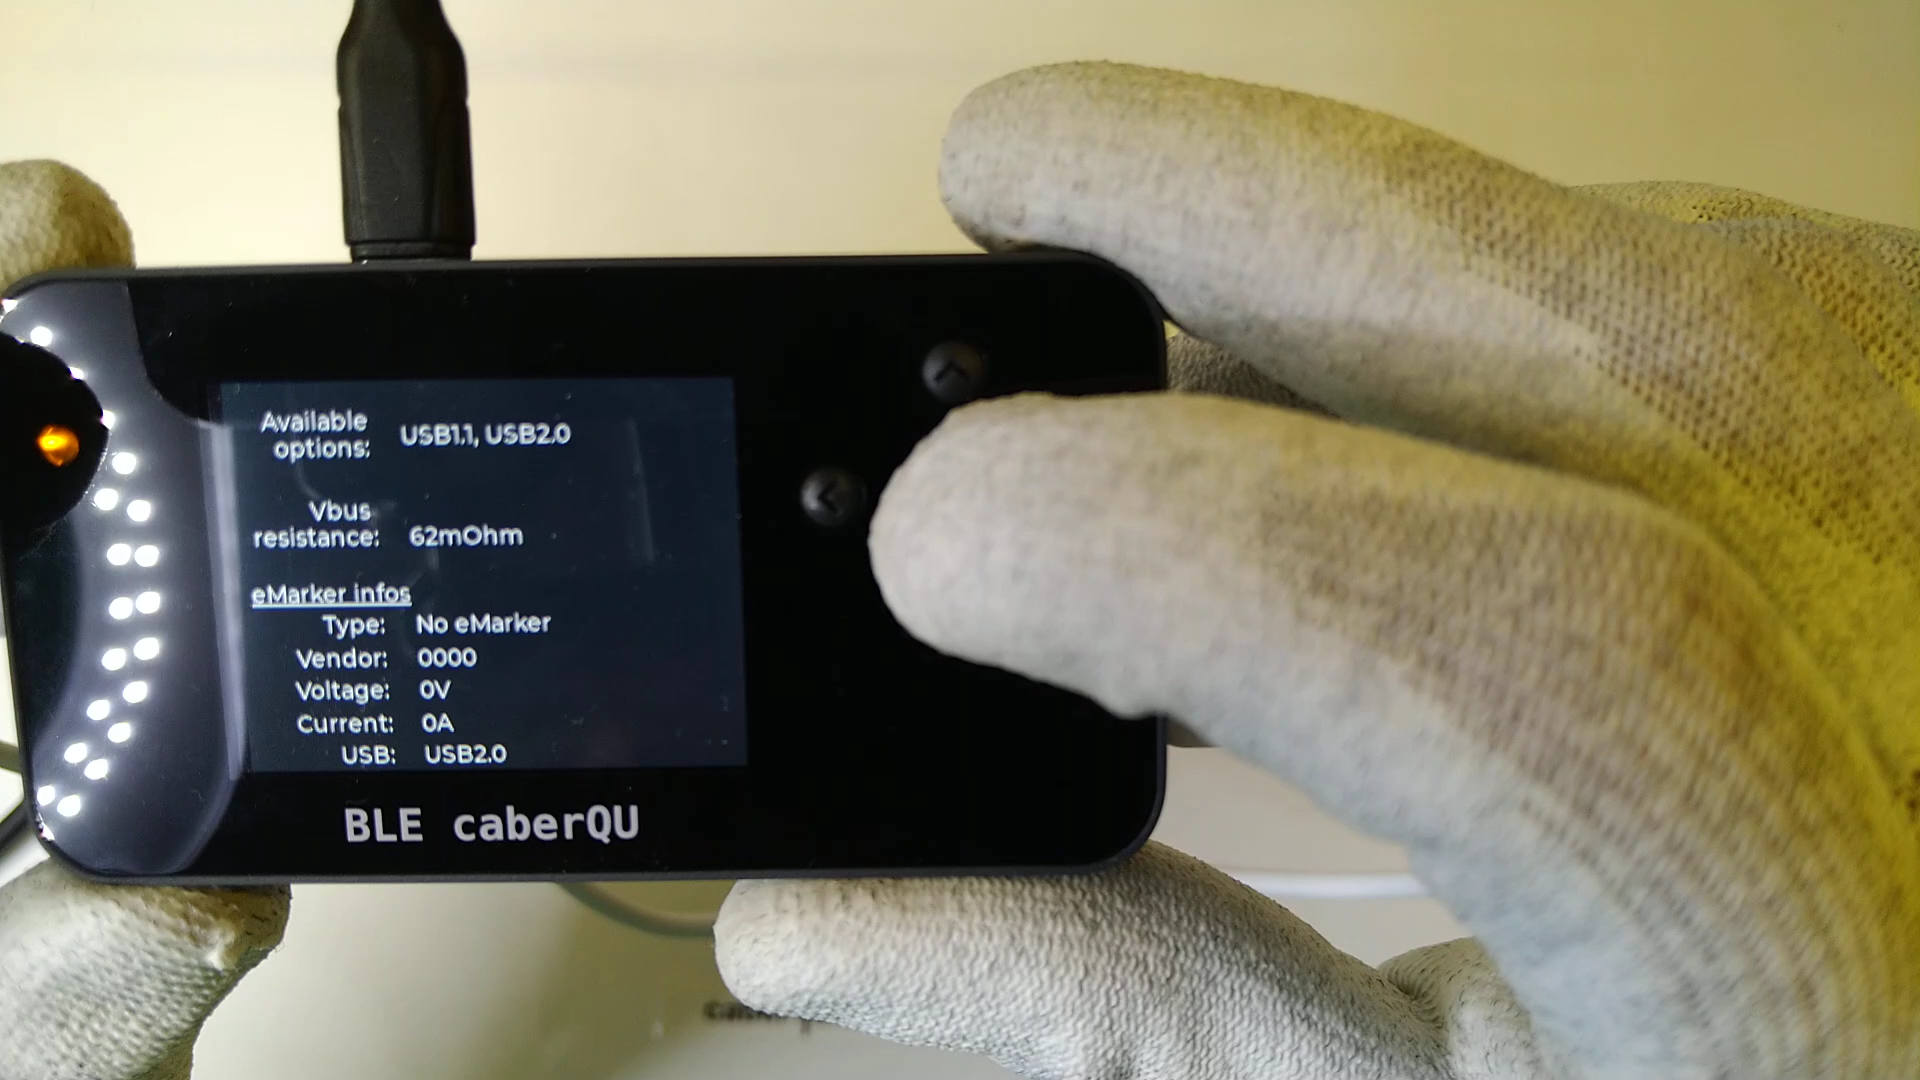 Available
options: USB1.1, USB2.0
Vbus
resistance: 62mOhm
eMarker infos
Type: No eMarker
Vendor: 0000
Voltage: 0V
Current: 0A
USB: USB2.0
BLE caberQU